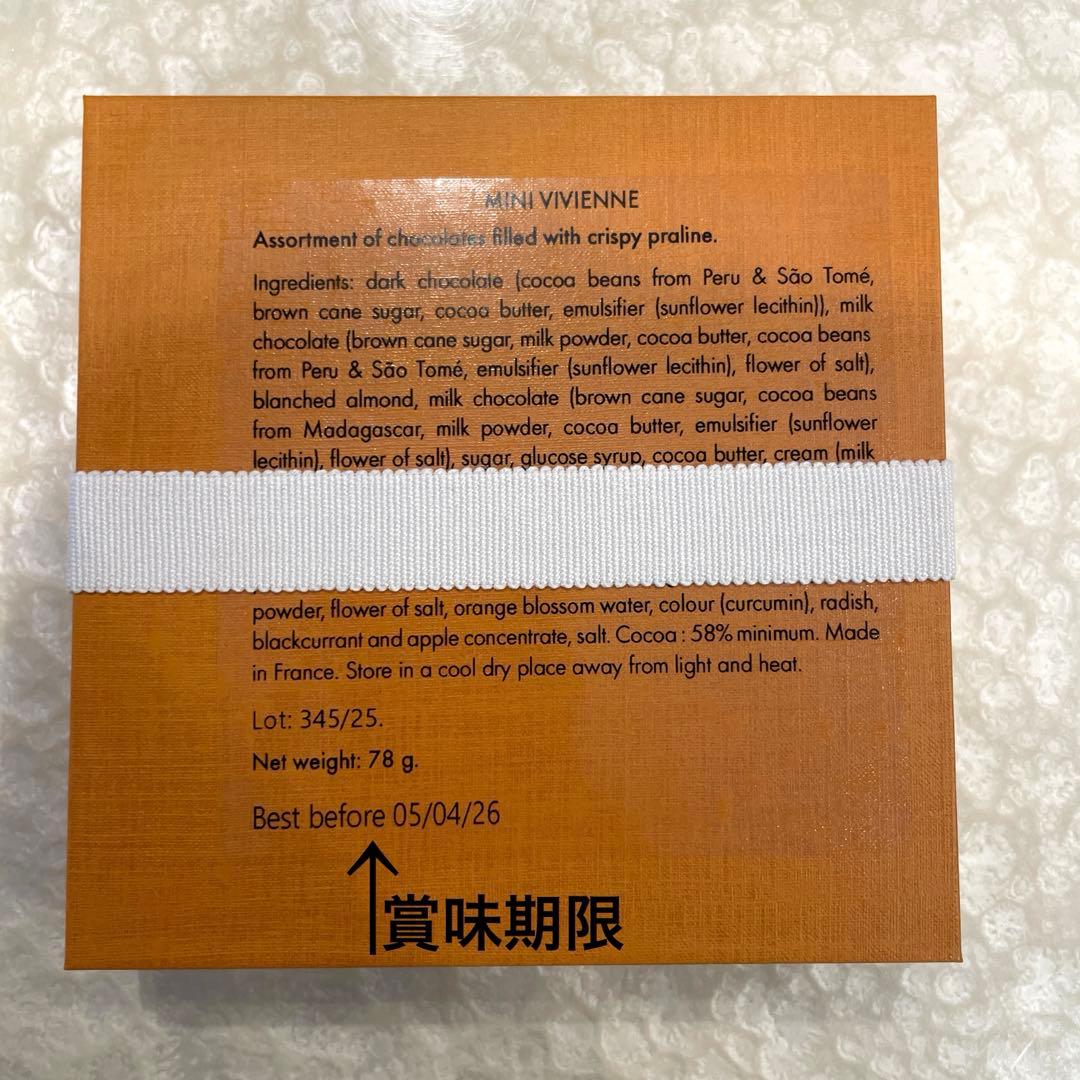 MINI VIVIENNE
Assortment of chocolates filled with crispy praline.
Ingredients: dark chocolate (cocoa beans from Peru & São Tomé,
brown cane sugar, cocoa butter, emulsifier (sunflower lecithin)), milk
chocolate (brown cane sugar, milk powder, cocoa butter, cocoa beans
from Peru & São Tomé, emulsifier (sunflower lecithin), flower of salt),
blanched almond, milk chocolate (brown cane sugar, cocoa beans
from Madagascar, milk powder, cocoa butter, emulsifier (sunflower
lecithin), flower of salt), sugar, glucose syrup, cocoa butter, cream (milk
powder, flower of salt, orange blossom water, colour (curcumin), radish,
blackcurrant and apple concentrate, salt. Cocoa : 58% minimum. Made
in France. Store in a cool dry place away from light and heat.
Lot: 345/25.
Net weight: 78 g.
Best before 05/04/26
賞味期限